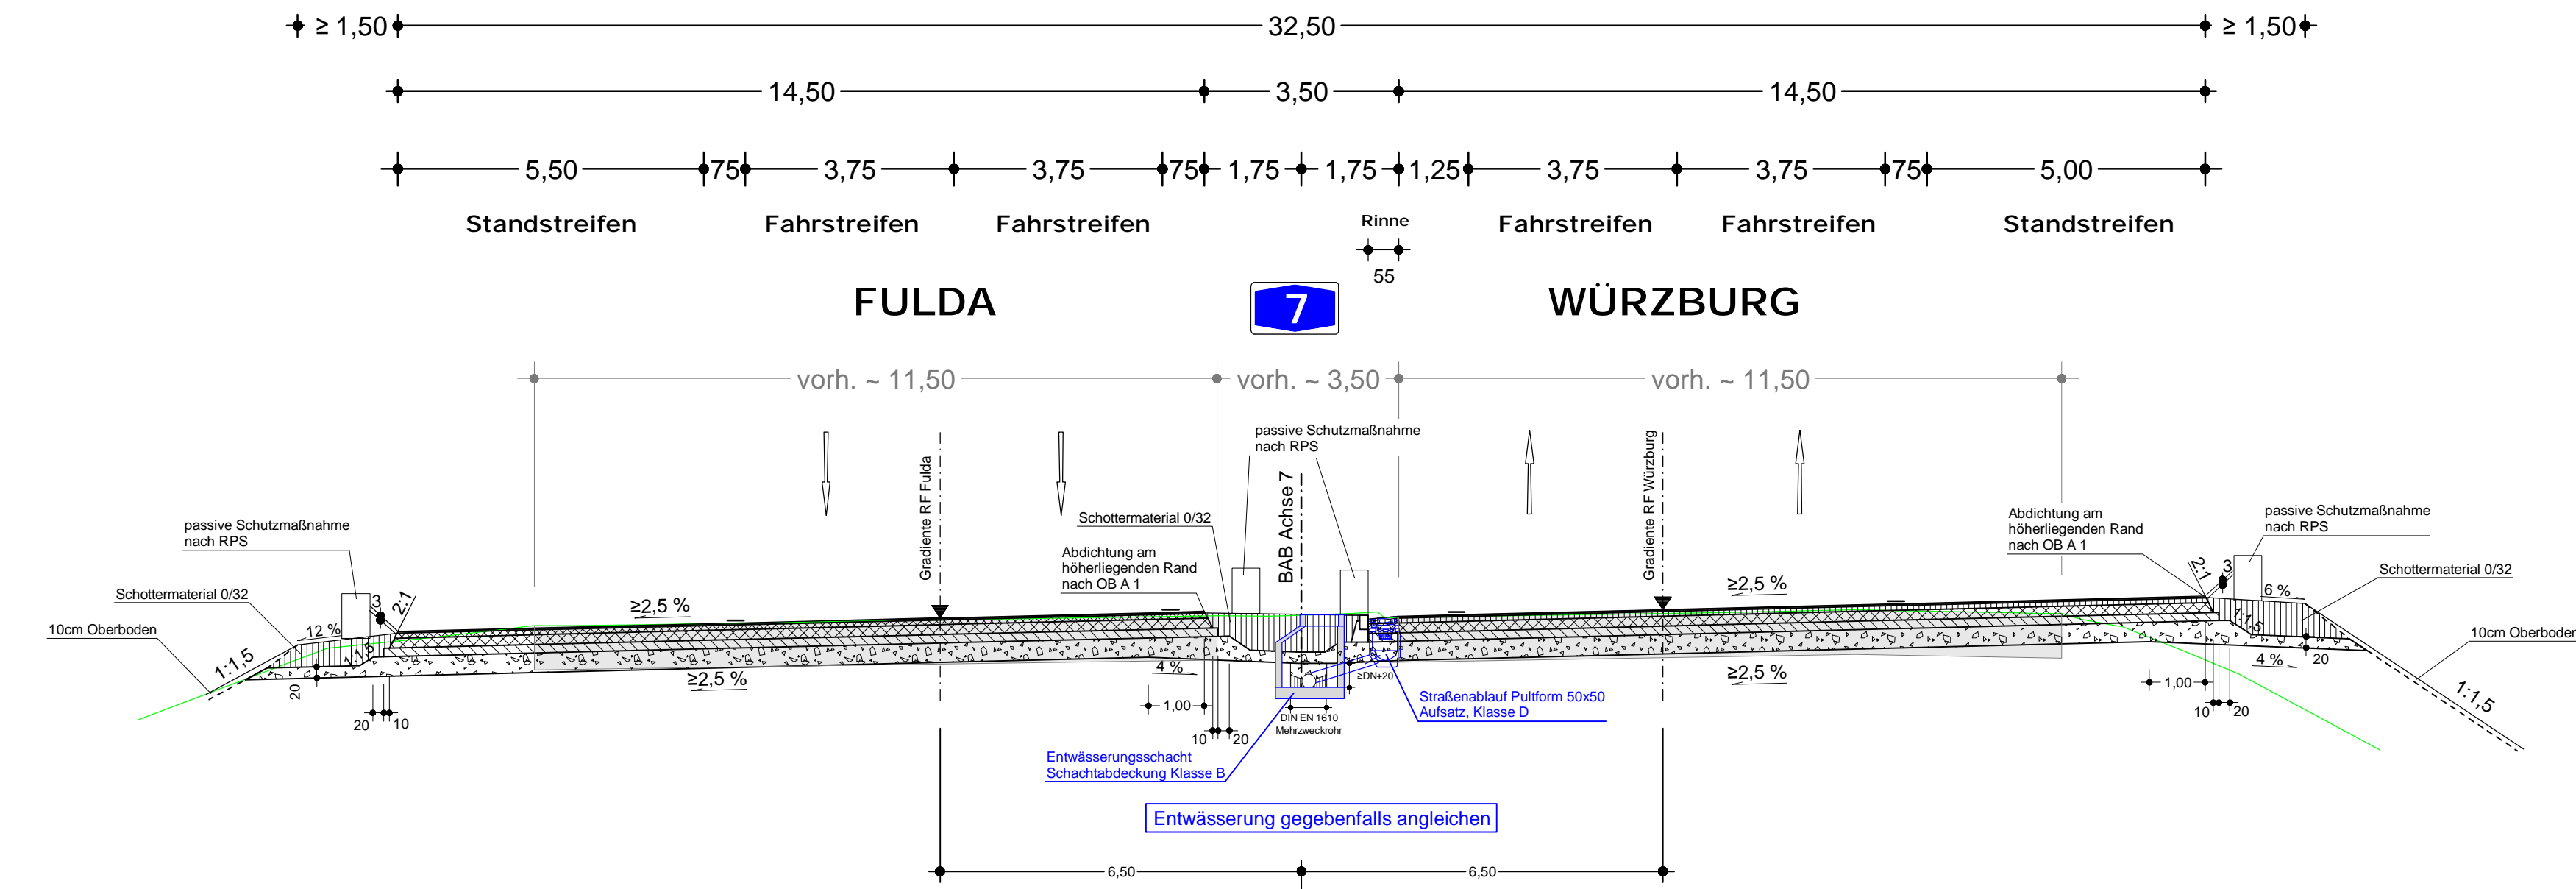 ≥ 1,50 32,50 ≥ 1,50
14,50 3,50 14,50
5,50 75 3,75 3,75 75 1,75 1,75 1,25 3,75 3,75 75 5,00
Standstreifen Fahrstreifen Fahrstreifen Rinne Fahrstreifen Fahrstreifen Standstreifen
55
FULDA 7 WÜRZBURG
vorh. ~ 11,50 vorh. ~ 3,50 vorh. ~ 11,50
passive Schutzmaßnahme
nach RPS
Gradiente RF Fulda
BAB Achse 7
Gradiente RF Würzburg
passive Schutzmaßnahme
nach RPS
Schottermaterial 0/32
Abdichtung am
höherliegenden Rand
nach OB A 1
Abdichtung am
höherliegenden Rand
nach OB A 1
passive Schutzmaßnahme
nach RPS
Schottermaterial 0/32
Schottermaterial 0/32
10cm Oberboden
10cm Oberboden
3
2:1
12 %
1:1,5
1:1,5
20
20
10
≥2,5 %
≥2,5 %
4 %
1,00
10
20
≥DN+20
DIN EN 1610
Mehrzweckrohr
≥2,5 %
≥2,5 %
2:1
3
6 %
1:1,5
4 %
20
1,00
10
20
1:1,5
Straßenablauf Pultform 50x50
Aufsatz, Klasse D
Entwässerungsschacht
Schachtabdeckung Klasse B
Entwässerung gegebenfalls angleichen
6,50 6,50